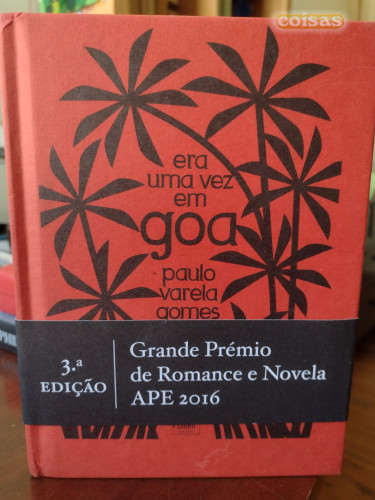 coisas
era
uma vez
em
goa
paulo
varela
gomes
3.ª
EDIÇÃO
Grande Prémio
de Romance e Novela
APE 2016